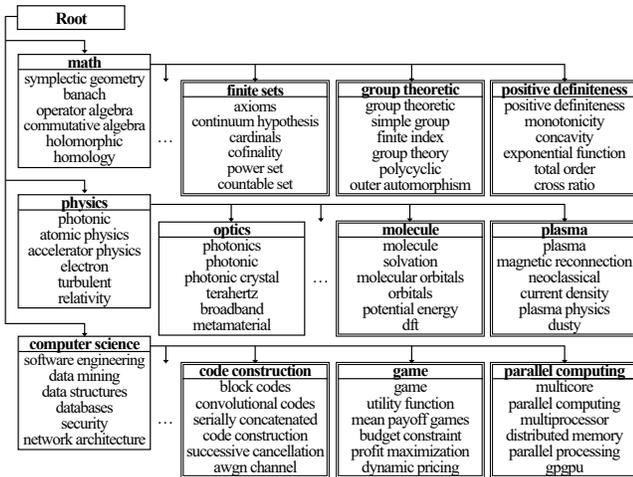 Root
math
symplectic geometry
banach
operator algebra
commutative algebra
holomorphic
homology
...
finite sets
axioms
continuum hypothesis
cardinals
cofinality
power set
countable set
group theoretic
group theoretic
simple group
finite index
group theory
polycyclic
outer automorphism
positive definiteness
positive definiteness
monotonicity
concavity
exponential function
total order
cross ratio
physics
photonic
atomic physics
accelerator physics
electron
turbulent
relativity
optics
photonics
photonic
photonic crystal
terahertz
broadband
metamaterial
...
molecule
molecule
solvation
molecular orbitals
orbitals
potential energy
dft
plasma
plasma
magnetic reconnection
neoclassical
current density
plasma physics
dusty
computer science
software engineering
data mining
data structures
databases
security
network architecture
...
code construction
block codes
convolutional codes
serially concatenated
code construction
successive cancellation
awgn channel
game
game
utility function
mean payoff games
budget constraint
profit maximization
dynamic pricing
parallel computing
multicore
parallel computing
multiprocessor
distributed memory
parallel processing
gpgpu